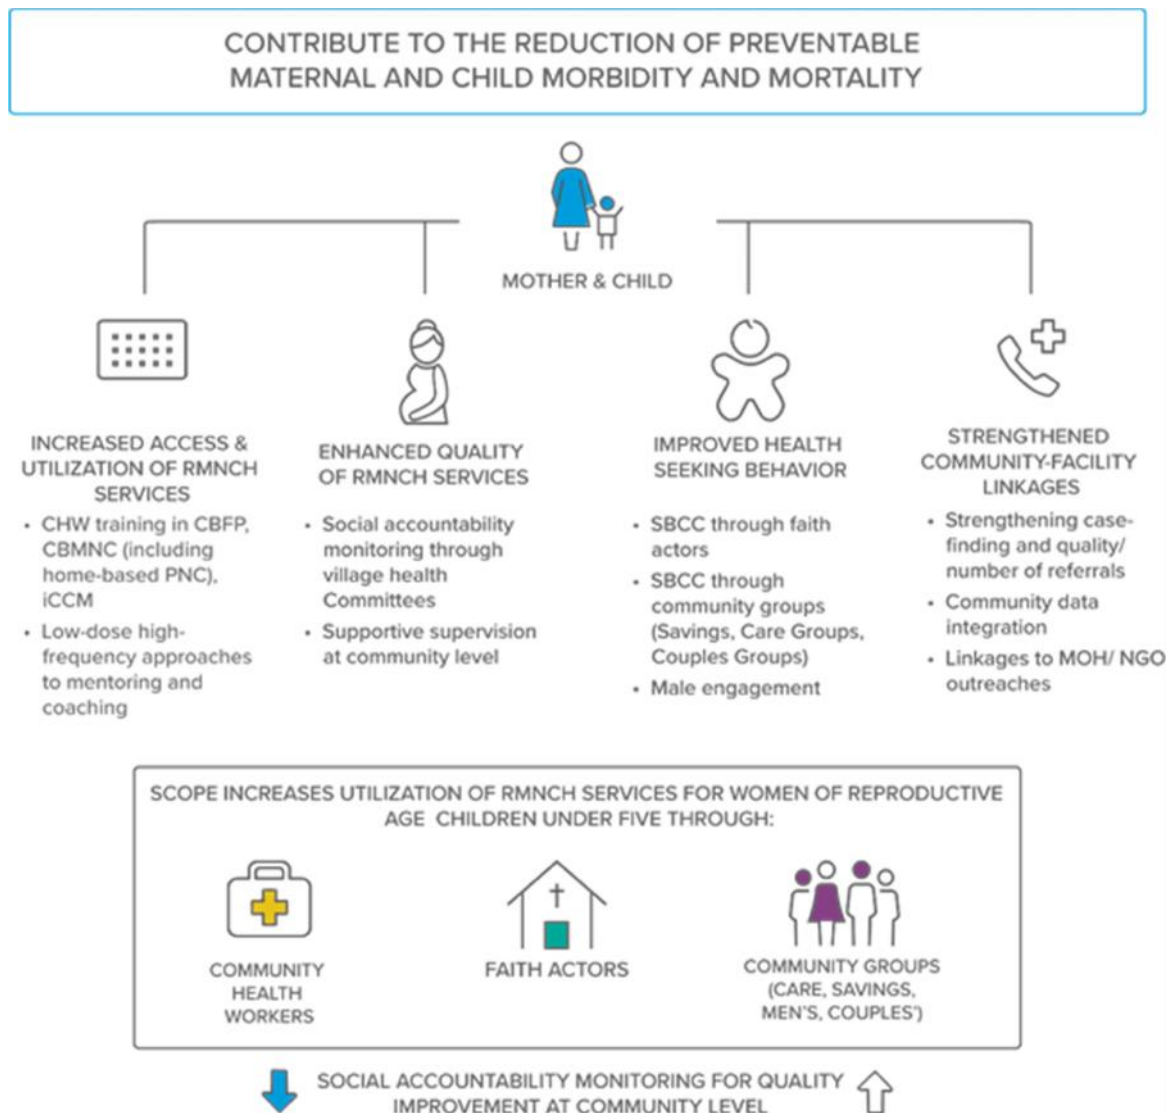 CONTRIBUTE TO THE REDUCTION OF PREVENTABLE
MATERNAL AND CHILD MORBIDITY AND MORTALITY
MOTHER & CHILD
INCREASED ACCESS &
UTILIZATION OF RMNCH
SERVICES
• CHW training in CBFP,
CBMNC (including
home-based PNC),
iCCM
• Low-dose high-
frequency approaches
to mentoring and
coaching
ENHANCED QUALITY
OF RMNCH SERVICES
• Social accountability
monitoring through
village health
Committees
• Supportive supervision
at community level
IMPROVED HEALTH
SEEKING BEHAVIOR
• SBCC through faith
actors
• SBCC through
community groups
(Savings, Care Groups,
Couples Groups)
• Male engagement
STRENGTHENED
COMMUNITY-FACILITY
LINKAGES
• Strengthening case-
finding and quality/
number of referrals
• Community data
integration
• Linkages to MOH/ NGO
outreaches
SCOPE INCREASES UTILIZATION OF RMNCH SERVICES FOR WOMEN OF REPRODUCTIVE
AGE CHILDREN UNDER FIVE THROUGH:
COMMUNITY
HEALTH
WORKERS
FAITH ACTORS
COMMUNITY GROUPS
(CARE, SAVINGS,
MEN'S, COUPLES')
SOCIAL ACCOUNTABILITY MONITORING FOR QUALITY
IMPROVEMENT AT COMMUNITY LEVEL